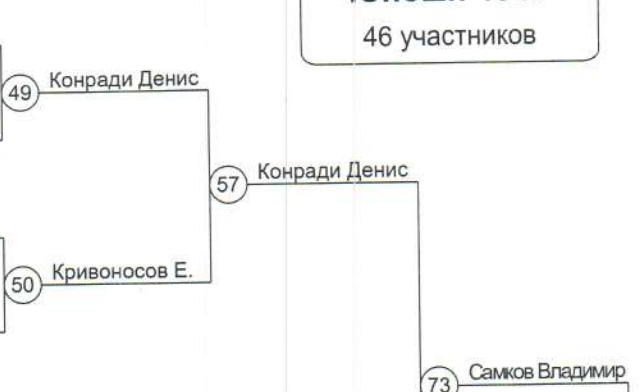 46 участников
49 Конради Денис
57 Конради Денис
50 Кривоносов Е.
73 Самков Владимир